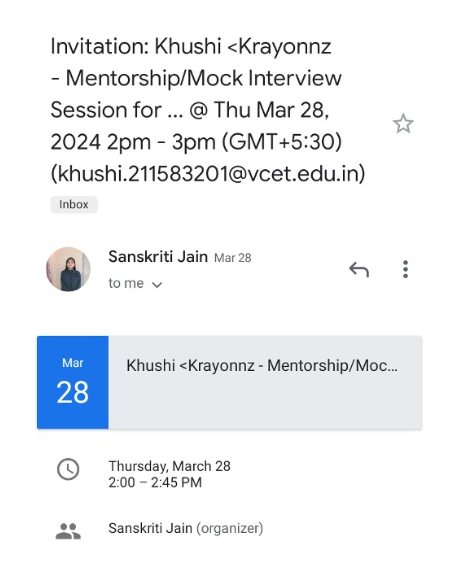 Invitation: Khushi <Krayonnz
- Mentorship/Mock Interview
Session for ... @ Thu Mar 28,
2024 2pm - 3pm (GMT+5:30)
(khushi.211583201@vcet.edu.in)
Inbox
Sanskriti Jain Mar 28
to me
Mar
28
Khushi <Krayonnz - Mentorship/Moc...
Thursday, March 28
2:00 – 2:45 PM
Sanskriti Jain (organizer)